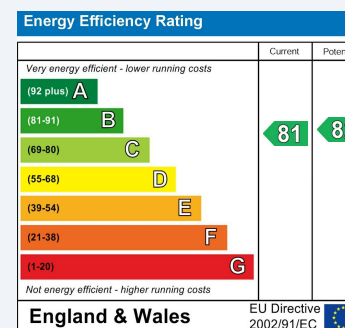 Energy Efficiency Rating
Current
Very energy efficient - lower running costs
(92 plus) A
(81-91) B
81
(69-80) C
(55-68) D
(39-54) E
(21-38) F
(1-20) G
Not energy efficient - higher running costs
England & Wales
EU Directive
2002/91/EC